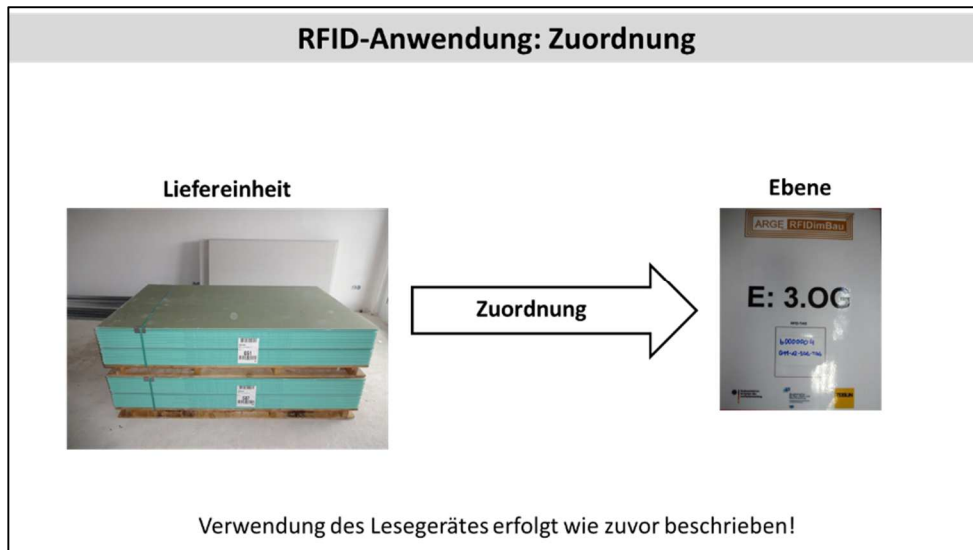 RFID-Anwendung: Zuordnung
Liefereinheit
Ebene
ARGE RFIDimBau
Zuordnung
E: 3.OG
Verwendung des Lesegerätes erfolgt wie zuvor beschrieben!